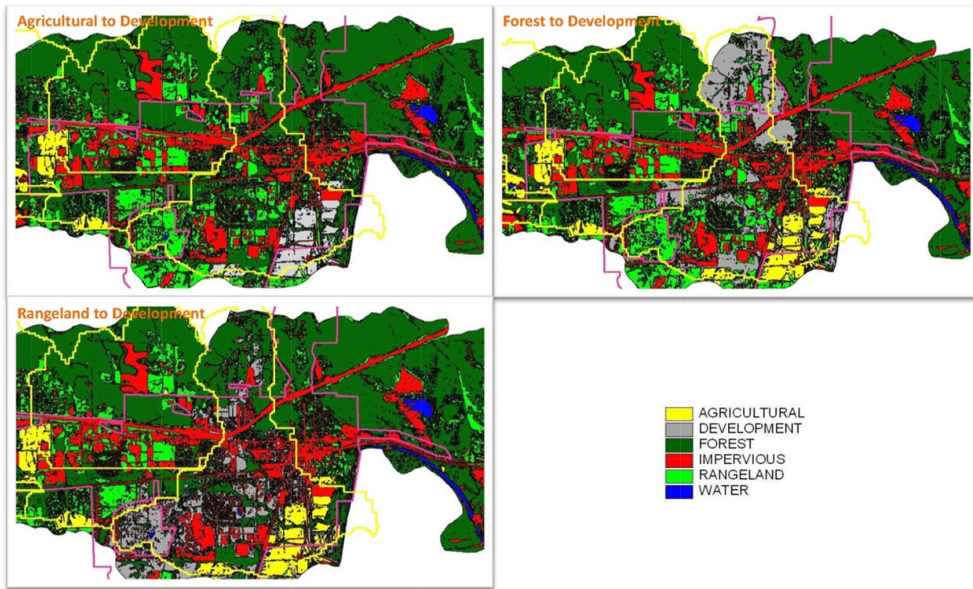 Agricultural to Development
Forest to Development
Rangeland to Development
AGRICULTURAL
DEVELOPMENT
FOREST
IMPERVIOUS
RANGELAND
WATER